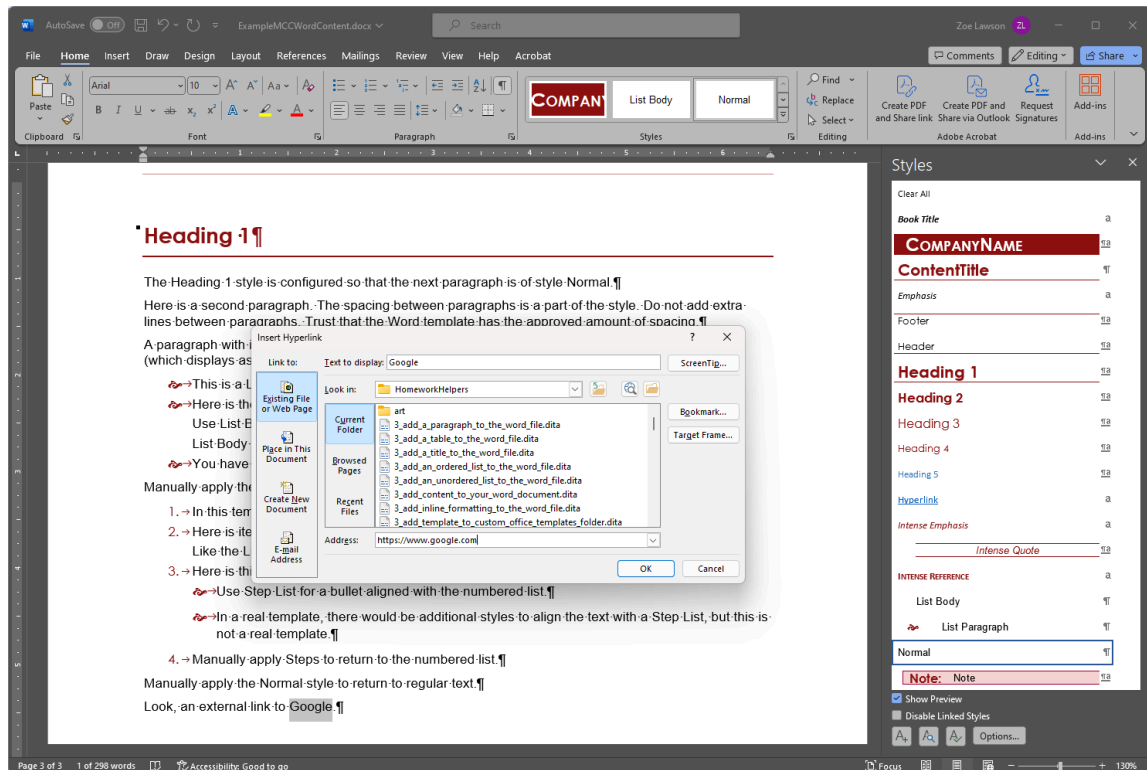 AutoSave Off ExampleMCCWordContent.docx Search Zoe Lawson ZL
File Home Insert Draw Design Layout References Mailings Review View Help Acrobat Comments Editing Share
Paste
Clipboard
Arial 10
Font
Paragraph
COMPAN List Body Normal
Styles
Find
Replace
Select
Editing
Create PDF and Share link
Create PDF and Share via Outlook
Request Signatures
Adobe Acrobat
Add-ins
Add-ins
Heading 1¶
The Heading 1 style is configured so that the next paragraph is of style Normal.¶
Here is a second paragraph. The spacing between paragraphs is a part of the style. Do not add extra
lines between paragraphs. Trust that the Word template has the approved amount of spacing.¶
A paragraph with
(which displays as
This is a
Here is the
Use List B
List Body
You have
Manually apply the
1. In this tem
2. Here is ite
Like the L
3. Here is thi
Use Step List for a bullet aligned with the numbered list.¶
In a real template, there would be additional styles to align the text with a Step List, but this is
not a real template.¶
4. Manually apply Steps to return to the numbered list.¶
Manually apply the Normal style to return to regular text.¶
Look, an external link to Google.¶
Insert Hyperlink ? ×
Link to: Text to display: Google ScreenTip...
Existing File or Web Page
Place in This Document
Create New Document
E-mail Address
Look in: HomeworkHelpers
Current Folder
Browsed Pages
Recent Files
art
3_add_a_paragraph_to_the_word_file.dita
3_add_a_table_to_the_word_file.dita
3_add_a_title_to_the_word_file.dita
3_add_an_ordered_list_to_the_word_file.dita
3_add_an_unordered_list_to_the_word_file.dita
3_add_content_to_your_word_document.dita
3_add_inline_formatting_to_the_word_file.dita
3_add_template_to_custom_office_templates_folder.dita
Bookmark...
Target Frame...
Address: https://www.google.com
OK Cancel
Styles
Clear All
Book Title a
COMPANYNAME ¶a
ContentTitle ¶
Emphasis a
Footer ¶a
Header ¶a
Heading 1 ¶a
Heading 2 ¶a
Heading 3 ¶a
Heading 4 ¶a
Heading 5 ¶a
Hyperlink a
Intense Emphasis a
Intense Quote ¶a
INTENSE REFERENCE a
List Body ¶
List Paragraph ¶
Normal ¶
Note: Note ¶a
Show Preview
Disable Linked Styles
Options...
Page 3 of 3 1 of 298 words Accessibility: Good to go Focus 130%